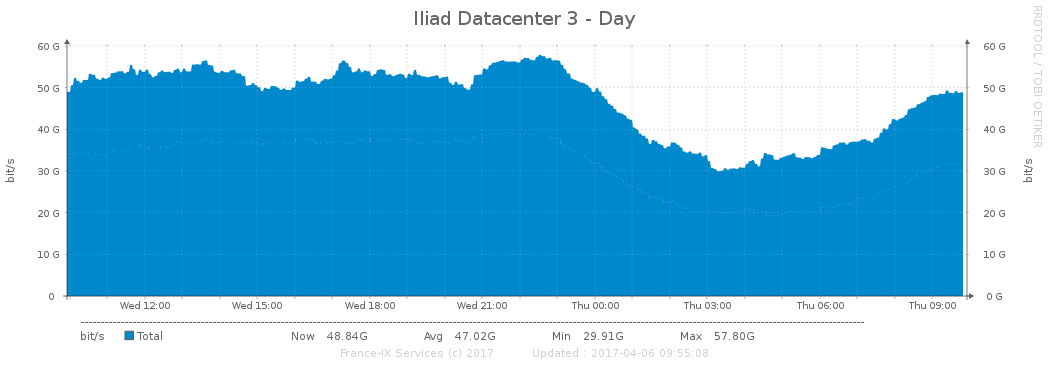 Iliad Datacenter 3 - Day
RRDTOOL / TOBI OETIKER
bit/s
60 G
50 G
40 G
30 G
20 G
10 G
0
60 G
50 G
40 G
30 G
20 G
10 G
0 G
bit/s
Wed 12:00 Wed 15:00 Wed 18:00 Wed 21:00 Thu 00:00 Thu 03:00 Thu 06:00 Thu 09:00
bit/s Total Now 48.84G Avg 47.02G Min 29.91G Max 57.80G
France-IX Services (c) 2017 Updated : 2017-04-06 09:55:08